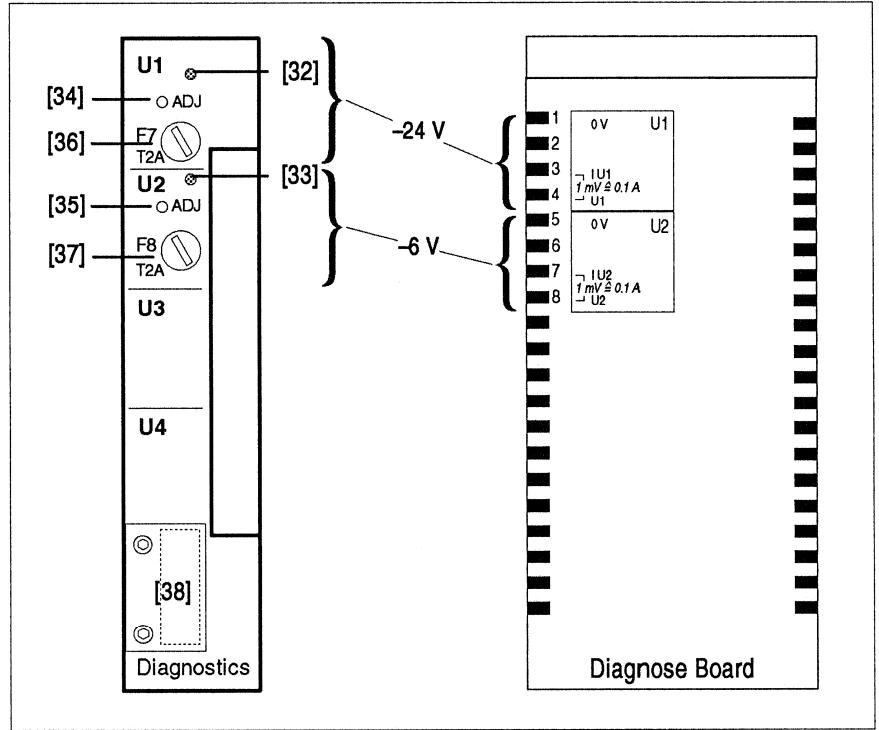 U1
[32]
[34]
ADJ
[36]
F7
T2A
U2
[33]
[35]
ADJ
[37]
F8
T2A
U3
U4
[38]
Diagnostics
–24 V
–6 V
1
2
3
4
5
6
7
8
0 V U1
I U1
1 mV ≙ 0.1 A
U1
0 V U2
I U2
1 mV ≙ 0.1 A
U2
Diagnose Board